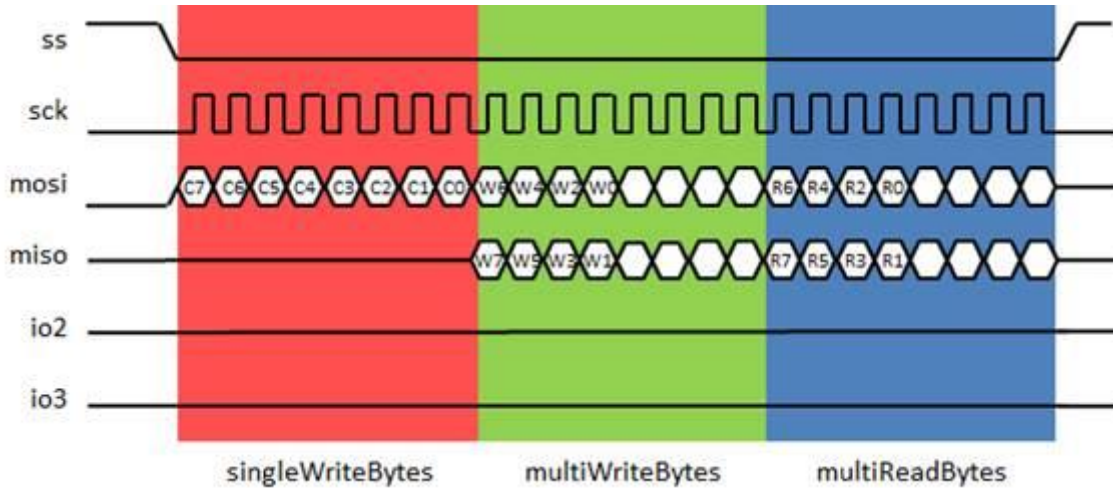 ss
sck
mosi C7 C6 C5 C4 C3 C2 C1 C0 W6 W4 W2 W0 R6 R4 R2 R0
miso W7 W5 W3 W1 R7 R5 R3 R1
io2
io3
singleWriteBytes multiWriteBytes multiReadBytes